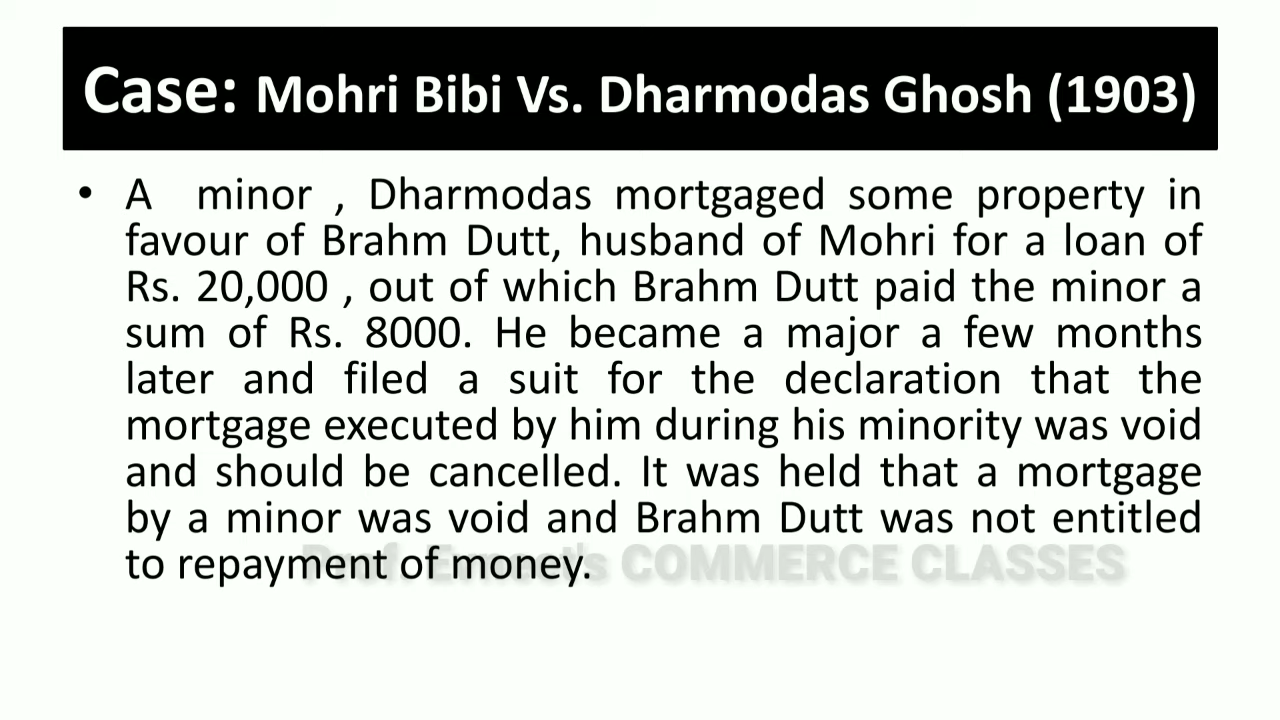 Case: Mohri Bibi Vs. Dharmodas Ghosh (1903)
• A minor , Dharmodas mortgaged some property in
favour of Brahm Dutt, husband of Mohri for a loan of
Rs. 20,000 , out of which Brahm Dutt paid the minor a
sum of Rs. 8000. He became a major a few months
later and filed a suit for the declaration that the
mortgage executed by him during his minority was void
and should be cancelled. It was held that a mortgage
by a minor was void and Brahm Dutt was not entitled
to repayment of money.
COMMERCE CLASSES